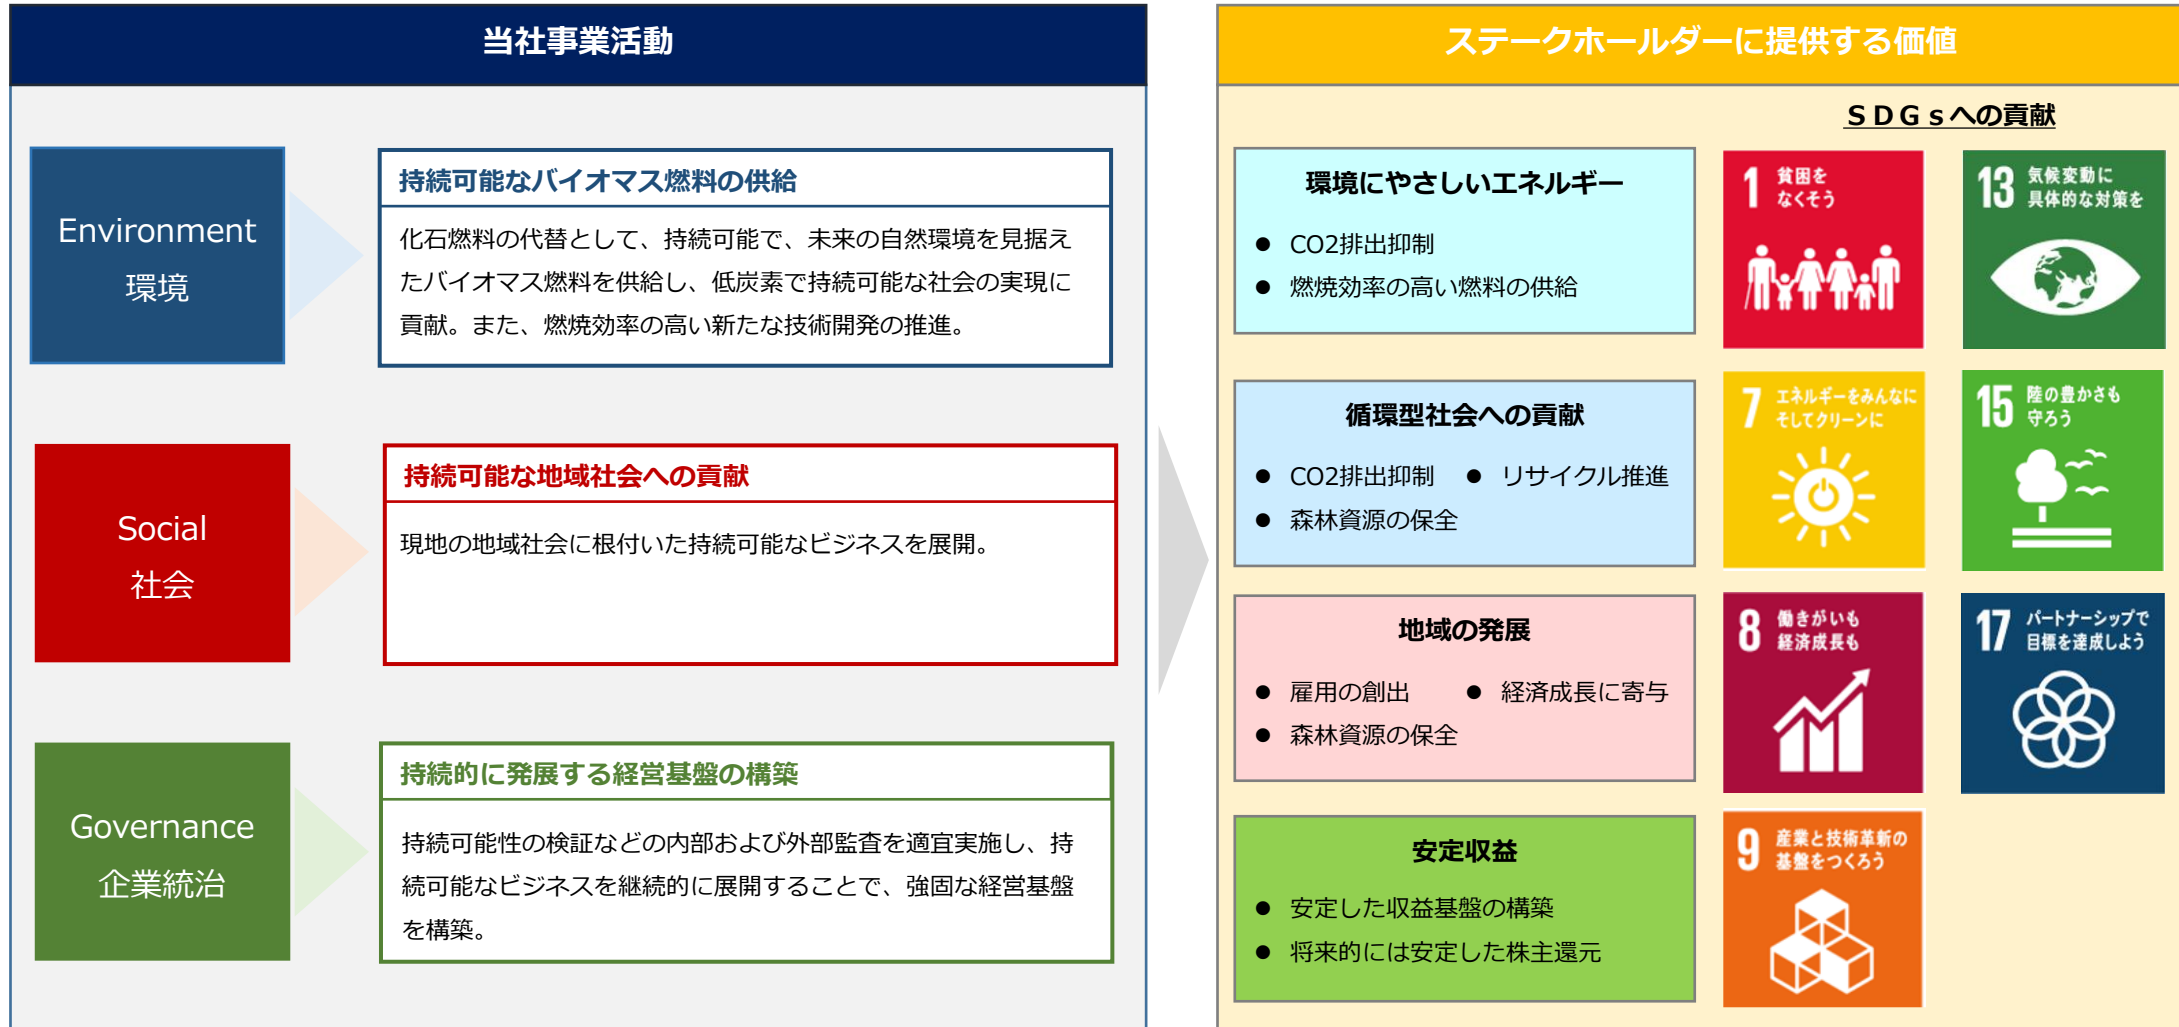 当社事業活動
Environment
環境
持続可能なバイオマス燃料の供給
化石燃料の代替として、持続可能で、未来の自然環境を見据え
たバイオマス燃料を供給し、低炭素で持続可能な社会の実現に
貢献。また、燃焼効率の高い新たな技術開発の推進。
Social
社会
持続可能な地域社会への貢献
現地の地域社会に根付いた持続可能なビジネスを展開。
Governance
企業統治
持続的に発展する経営基盤の構築
持続可能性の検証などの内部および外部監査を適宜実施し、持
続可能なビジネスを継続的に展開することで、強固な経営基盤
を構築。
ステークホールダーに提供する価値
ＳＤＧｓへの貢献
環境にやさしいエネルギー
● CO2排出抑制
● 燃焼効率の高い燃料の供給
循環型社会への貢献
● CO2排出抑制 ● リサイクル推進
● 森林資源の保全
地域の発展
● 雇用の創出 ● 経済成長に寄与
● 森林資源の保全
安定収益
● 安定した収益基盤の構築
● 将来的には安定した株主還元
1 貧困を
なくそう
13 気候変動に
具体的な対策を
7 エネルギーをみんなに
そしてクリーンに
15 陸の豊かさも
守ろう
8 働きがいも
経済成長も
17 パートナーシップで
目標を達成しよう
9 産業と技術革新の
基盤をつくろう